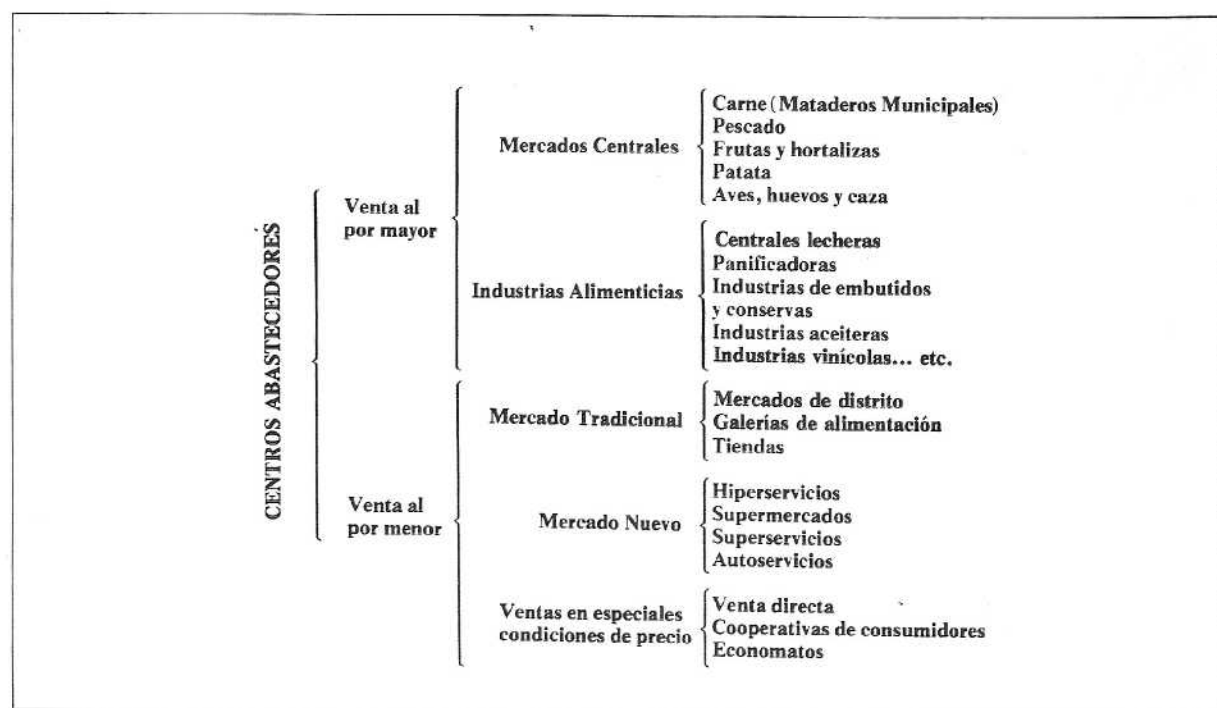 CENTROS ABASTECEDORES
Venta al
por mayor
Mercados Centrales
Carne (Mataderos Municipales)
Pescado
Frutas y hortalizas
Patata
Aves, huevos y caza
Industrias Alimenticias
Centrales lecheras
Panificadoras
Industrias de embutidos
y conservas
Industrias aceiteras
Industrias vinícolas... etc.
Venta al
por menor
Mercado Tradicional
Mercados de distrito
Galerías de alimentación
Tiendas
Mercado Nuevo
Hiperservicios
Supermercados
Superservicios
Autoservicios
Ventas en especiales
condiciones de precio
Venta directa
Cooperativas de consumidores
Economatos